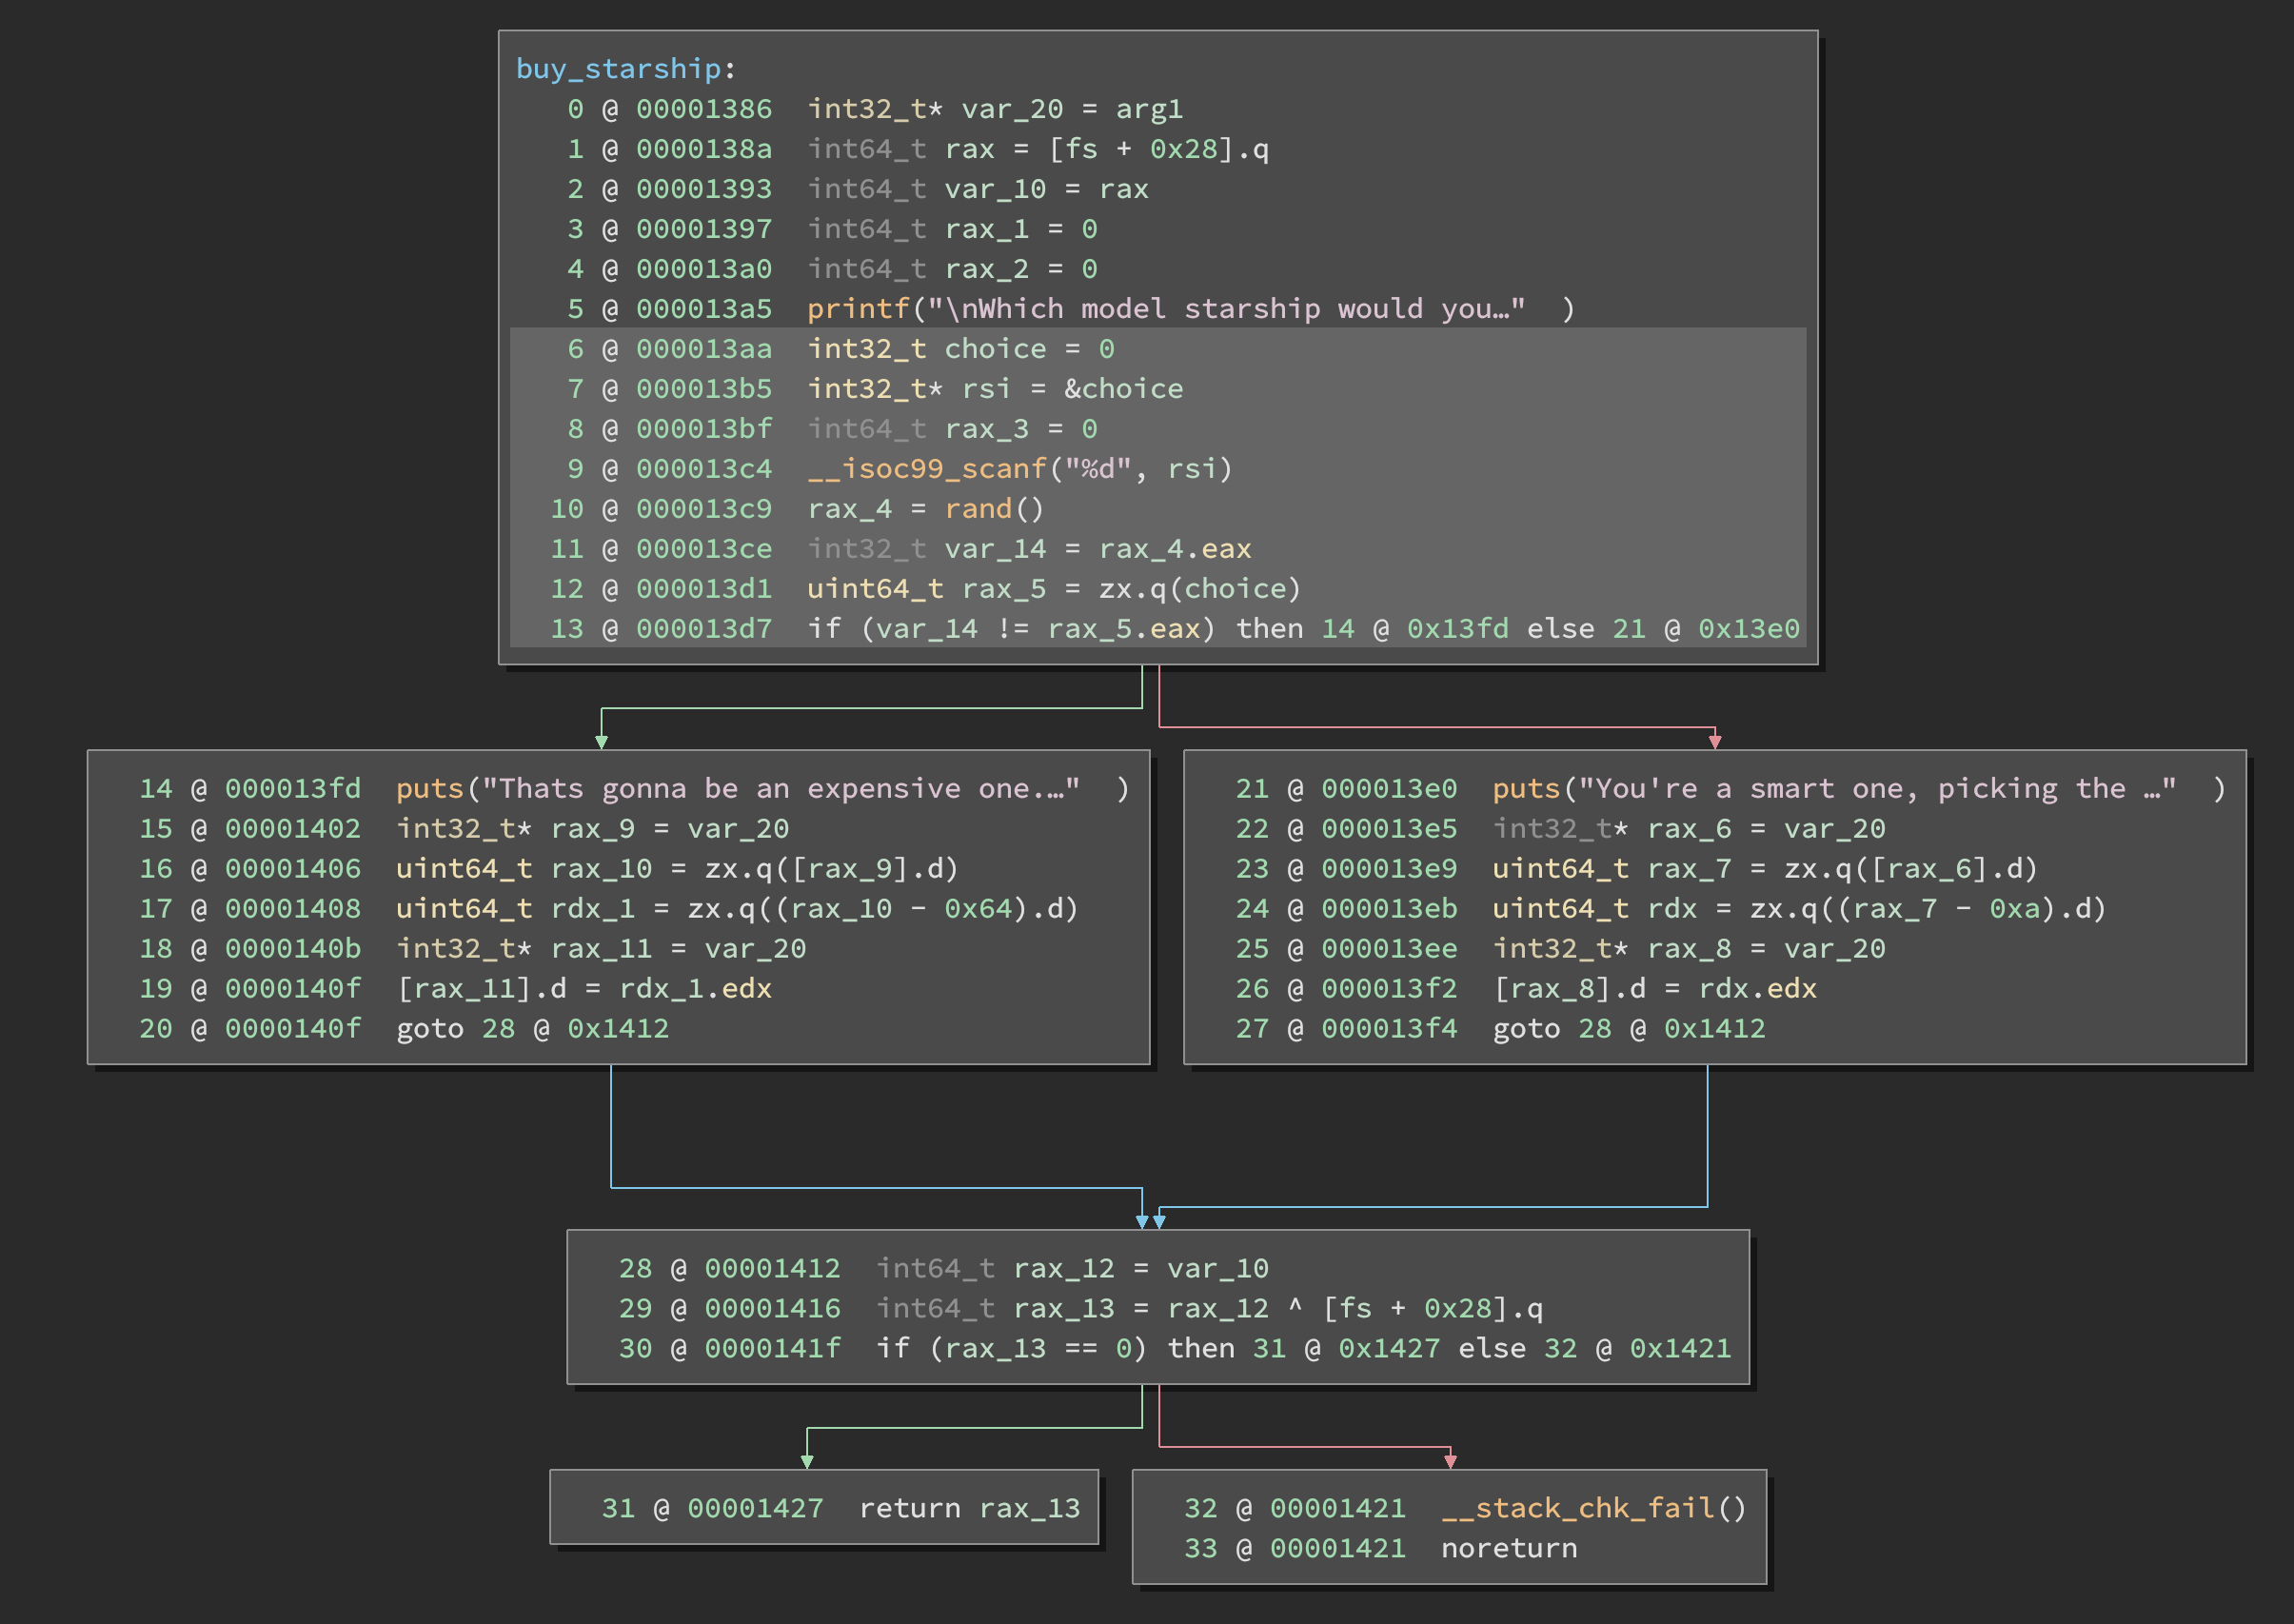 buy_starship:
0 @ 00001386  int32_t* var_20 = arg1
1 @ 0000138a  int64_t rax = [fs + 0x28].q
2 @ 00001393  int64_t var_10 = rax
3 @ 00001397  int64_t rax_1 = 0
4 @ 000013a0  int64_t rax_2 = 0
5 @ 000013a5  printf("\nWhich model starship would you…"  )
6 @ 000013aa  int32_t choice = 0
7 @ 000013b5  int32_t* rsi = &choice
8 @ 000013bf  int64_t rax_3 = 0
9 @ 000013c4  __isoc99_scanf("%d", rsi)
10 @ 000013c9  rax_4 = rand()
11 @ 000013ce  int32_t var_14 = rax_4.eax
12 @ 000013d1  uint64_t rax_5 = zx.q(choice)
13 @ 000013d7  if (var_14 != rax_5.eax) then 14 @ 0x13fd else 21 @ 0x13e0
14 @ 000013fd  puts("Thats gonna be an expensive one.…"  )
15 @ 00001402  int32_t* rax_9 = var_20
16 @ 00001406  uint64_t rax_10 = zx.q([rax_9].d)
17 @ 00001408  uint64_t rdx_1 = zx.q((rax_10 - 0x64).d)
18 @ 0000140b  int32_t* rax_11 = var_20
19 @ 0000140f  [rax_11].d = rdx_1.edx
20 @ 0000140f  goto 28 @ 0x1412
21 @ 000013e0  puts("You're a smart one, picking the …"  )
22 @ 000013e5  int32_t* rax_6 = var_20
23 @ 000013e9  uint64_t rax_7 = zx.q([rax_6].d)
24 @ 000013eb  uint64_t rdx = zx.q((rax_7 - 0xa).d)
25 @ 000013ee  int32_t* rax_8 = var_20
26 @ 000013f2  [rax_8].d = rdx.edx
27 @ 000013f4  goto 28 @ 0x1412
28 @ 00001412  int64_t rax_12 = var_10
29 @ 00001416  int64_t rax_13 = rax_12 ^ [fs + 0x28].q
30 @ 0000141f  if (rax_13 == 0) then 31 @ 0x1427 else 32 @ 0x1421
31 @ 00001427  return rax_13
32 @ 00001421  __stack_chk_fail()
33 @ 00001421  noreturn